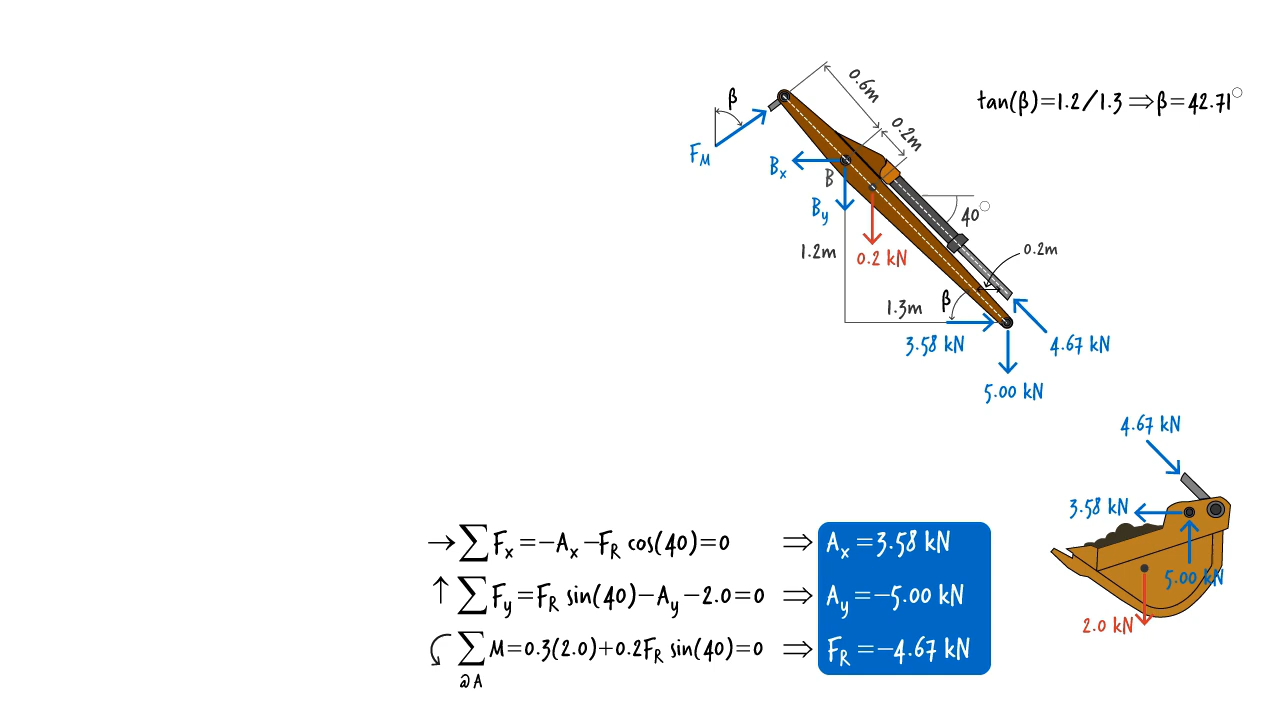 0.6m
β
tan(β)=1.2/1.3 ⇒ β=42.71°
0.2m
F_M
B_x
B
B_y
40°
1.2m
0.2 kN
0.2m
β
1.3m
3.58 kN
4.67 kN
5.00 kN
4.67 kN
3.58 kN
5.00 kN
2.0 kN
→∑F_x=-A_x-F_R cos(40)=0 ⇒ A_x=3.58 kN
↑∑F_y=F_R sin(40)-A_y-2.0=0 ⇒ A_y=-5.00 kN
∑M=0.3(2.0)+0.2F_R sin(40)=0 ⇒ F_R=-4.67 kN
@A